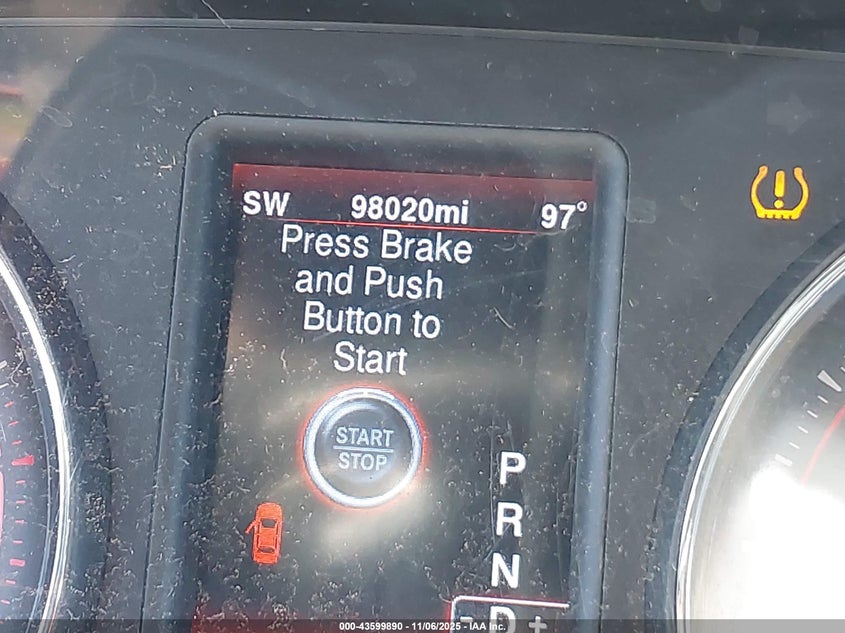 SW 98020mi 97°
Press Brake
and Push
Button to
Start
START
STOP
P
R
N
- D +
000-43599890 - 11/06/2025 - IAA Inc.